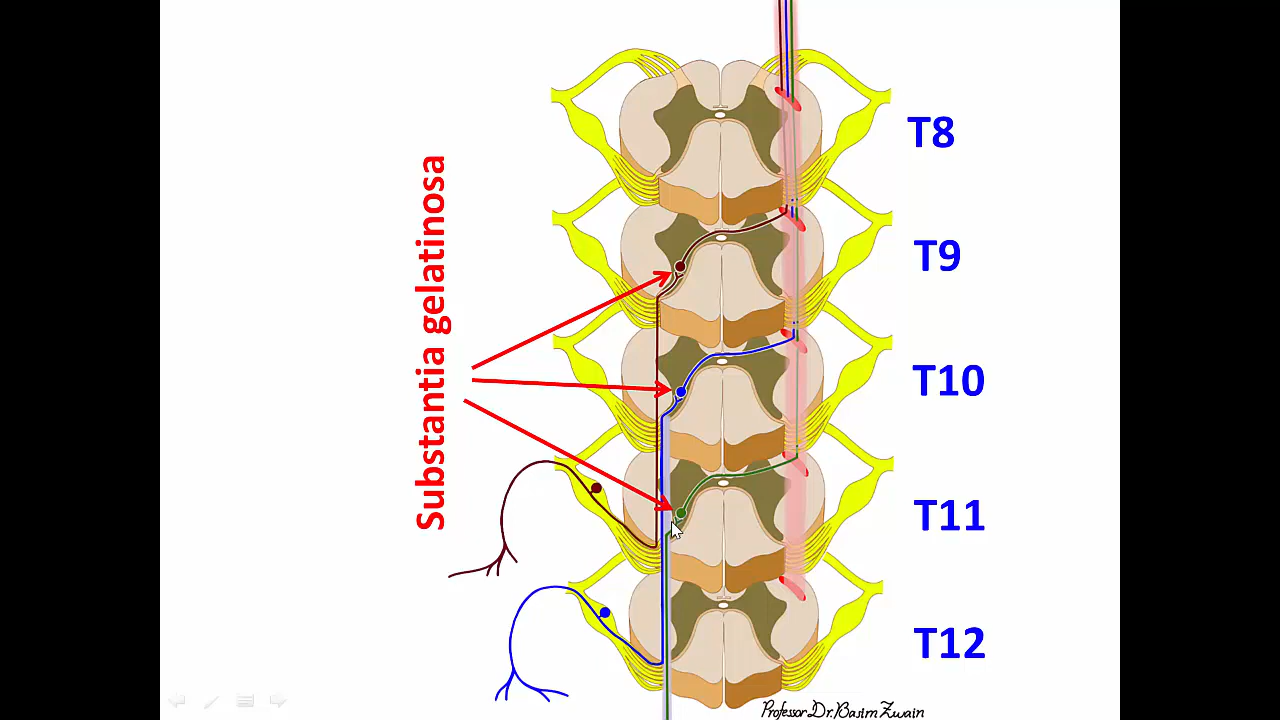 T8
Substantia gelatinosa
T9
T10
T11
T12
Professor Dr. Basim Zwain